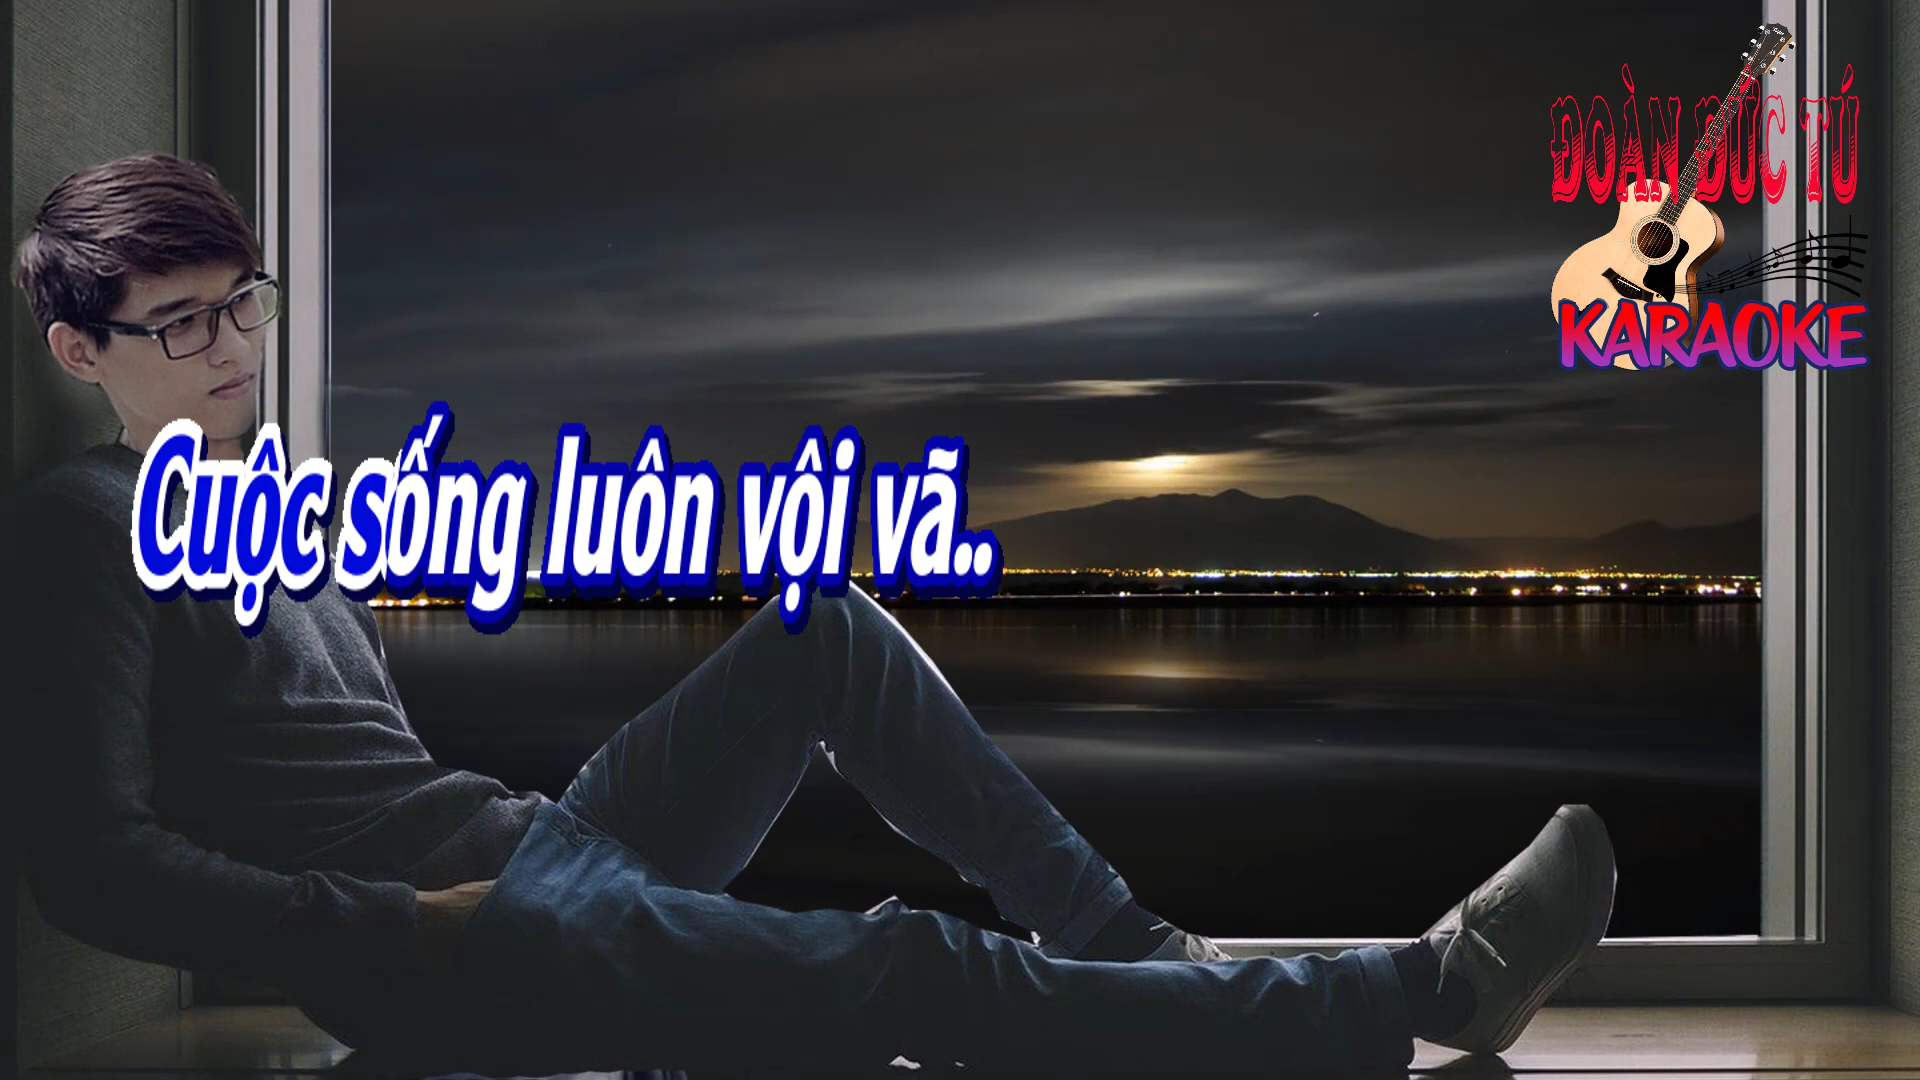 ĐOÀN ĐỨC TÚ
KARAOKE
Cuộc sống luôn vội vã..